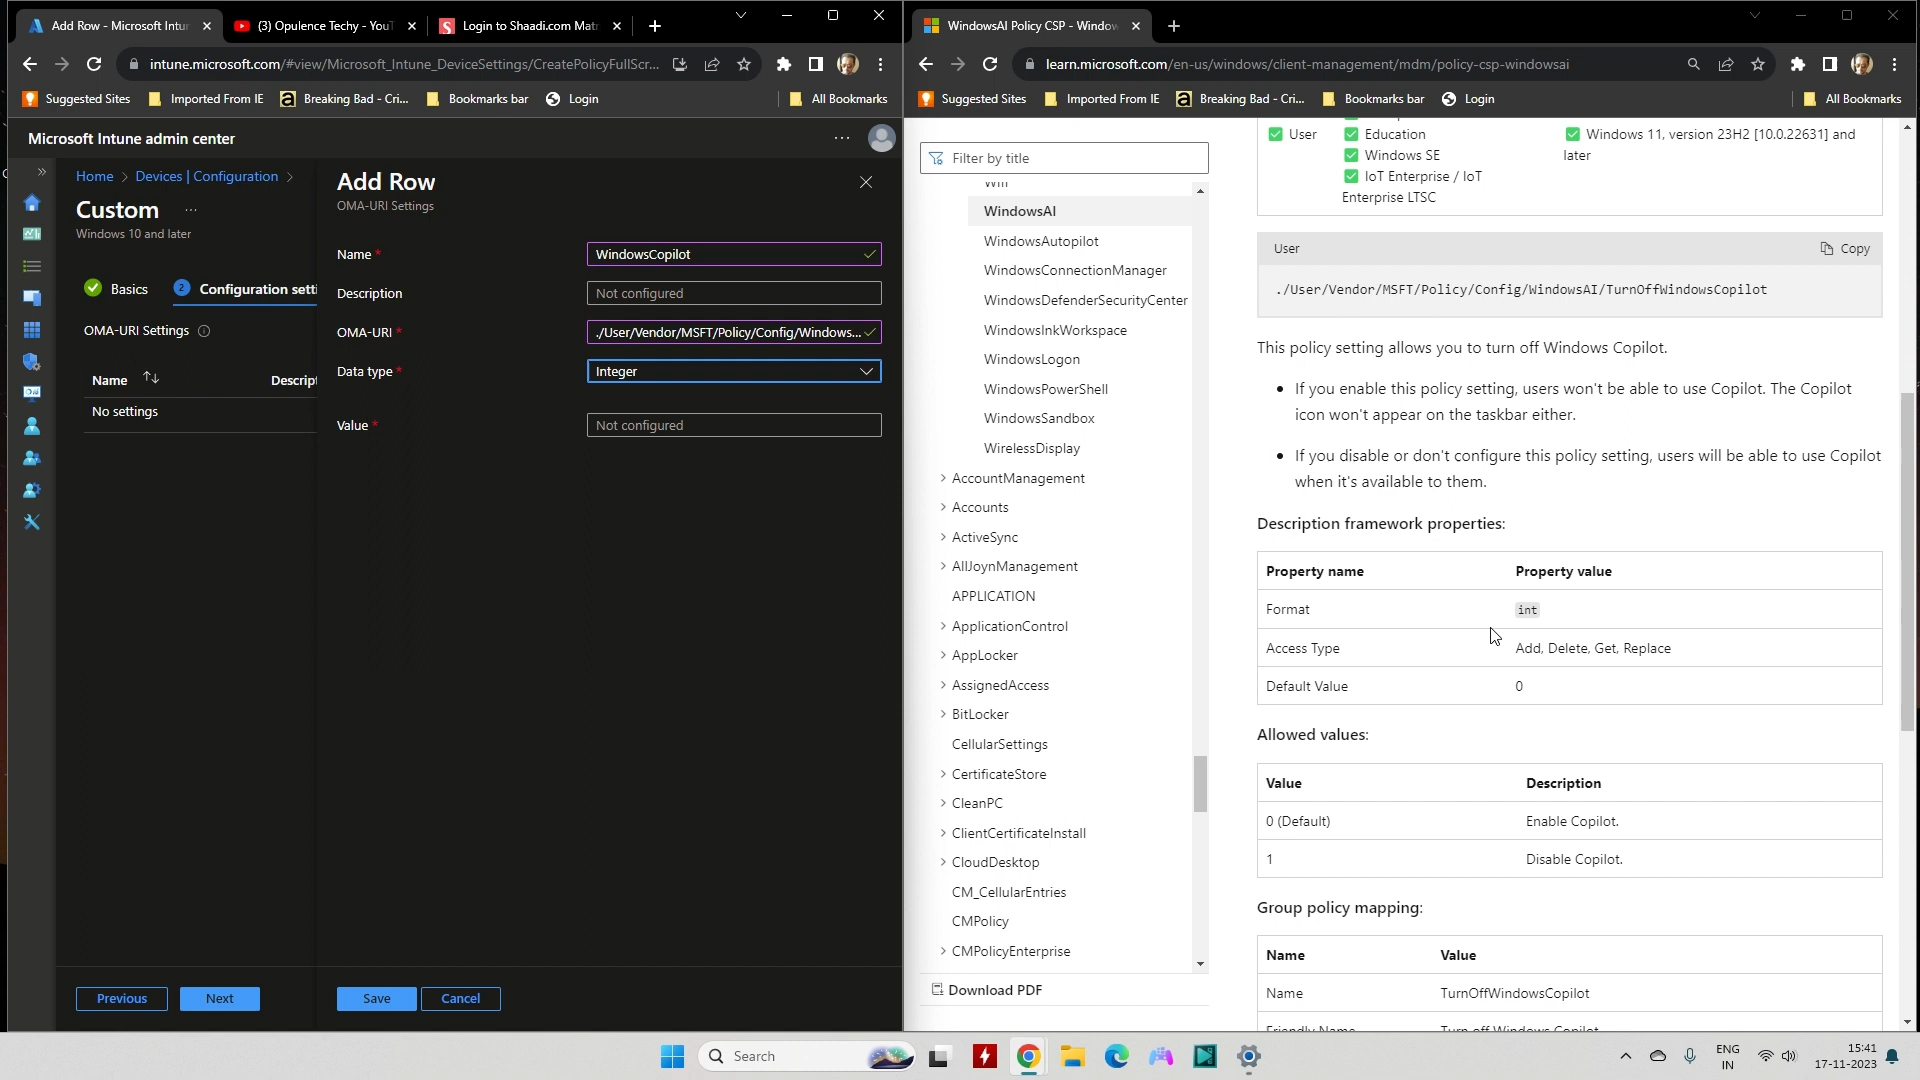 Add Row - Microsoft Intun
(3) Opulence Techy - YouT
Login to Shaadi.com Matr
intune.microsoft.com/#view/Microsoft_Intune_DeviceSettings/CreatePolicyFullScr...
Suggested Sites
Imported From IE
Breaking Bad - Cri...
Bookmarks bar
Login
All Bookmarks
Microsoft Intune admin center
Home > Devices | Configuration >
Custom
Windows 10 and later
Basics
2
Configuration setti
OMA-URI Settings
Name
Descript
No settings
Previous
Next
Add Row
OMA-URI Settings
Name *
WindowsCopilot
Description
Not configured
OMA-URI *
./User/Vendor/MSFT/Policy/Config/Windows...
Data type *
Integer
Value *
Not configured
Save
Cancel
WindowsAI Policy CSP - Window
learn.microsoft.com/en-us/windows/client-management/mdm/policy-csp-windowsai
Suggested Sites
Imported From IE
Breaking Bad - Cri...
Bookmarks bar
Login
All Bookmarks
Filter by title
Wifi
WindowsAI
WindowsAutopilot
WindowsConnectionManager
WindowsDefenderSecurityCenter
WindowsInkWorkspace
WindowsLogon
WindowsPowerShell
WindowsSandbox
WirelessDisplay
AccountManagement
Accounts
ActiveSync
AllJoynManagement
APPLICATION
ApplicationControl
AppLocker
AssignedAccess
BitLocker
CellularSettings
CertificateStore
CleanPC
ClientCertificateInstall
CloudDesktop
CM_CellularEntries
CMPolicy
CMPolicyEnterprise
Download PDF
User
Education
Windows SE
IoT Enterprise / IoT
Enterprise LTSC
Windows 11, version 23H2 [10.0.22631] and
later
User
Copy
./User/Vendor/MSFT/Policy/Config/WindowsAI/TurnOffWindowsCopilot
This policy setting allows you to turn off Windows Copilot.
• If you enable this policy setting, users won't be able to use Copilot. The Copilot
icon won't appear on the taskbar either.
• If you disable or don't configure this policy setting, users will be able to use Copilot
when it's available to them.
Description framework properties:
Property name
Property value
Format
int
Access Type
Add, Delete, Get, Replace
Default Value
0
Allowed values:
Value
Description
0 (Default)
Enable Copilot.
1
Disable Copilot.
Group policy mapping:
Name
Value
Name
TurnOffWindowsCopilot
Friendly Name
Turn off Windows Copilot
Search
ENG
IN
15:41
17-11-2023